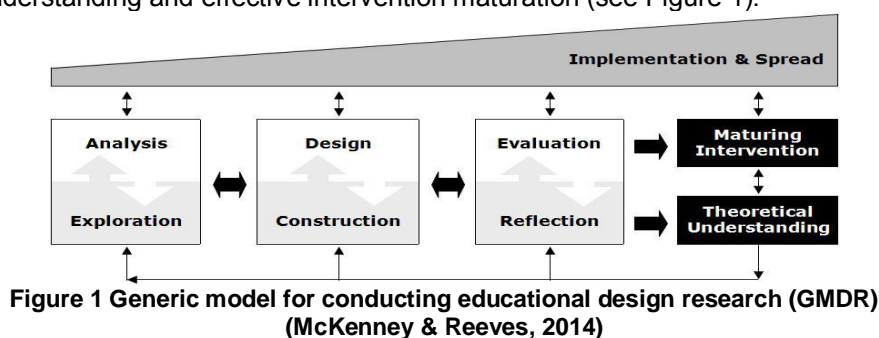 nderstanding and effective intervention maturation (see Figure 1).
Implementation & Spread
Analysis
Exploration
Design
Construction
Evaluation
Reflection
Maturing
Intervention
Theoretical
Understanding
Figure 1 Generic model for conducting educational design research (GMDR)
(McKenney & Reeves, 2014)